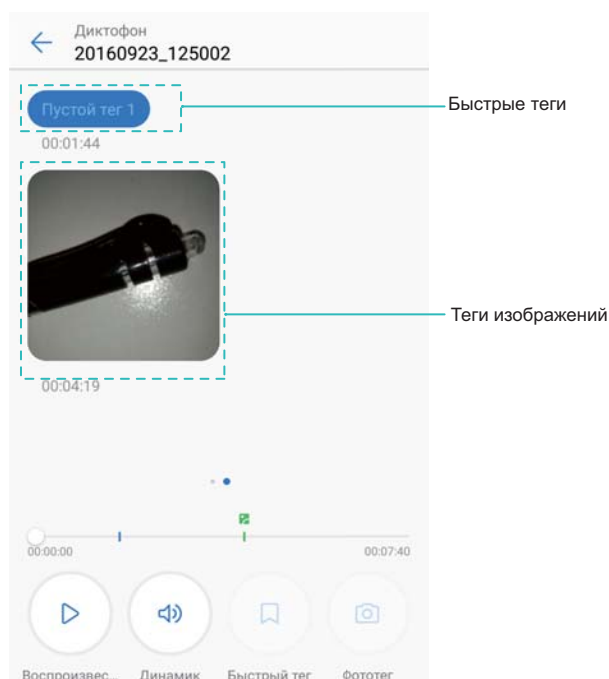 Диктофон
20160923_125002
Пустой тег 1
Быстрые теги
00:01:44
Теги изображений
00:04:19
00:00:00 00:07:40
Воспроизвес... Динамик Быстрый тег Фототег